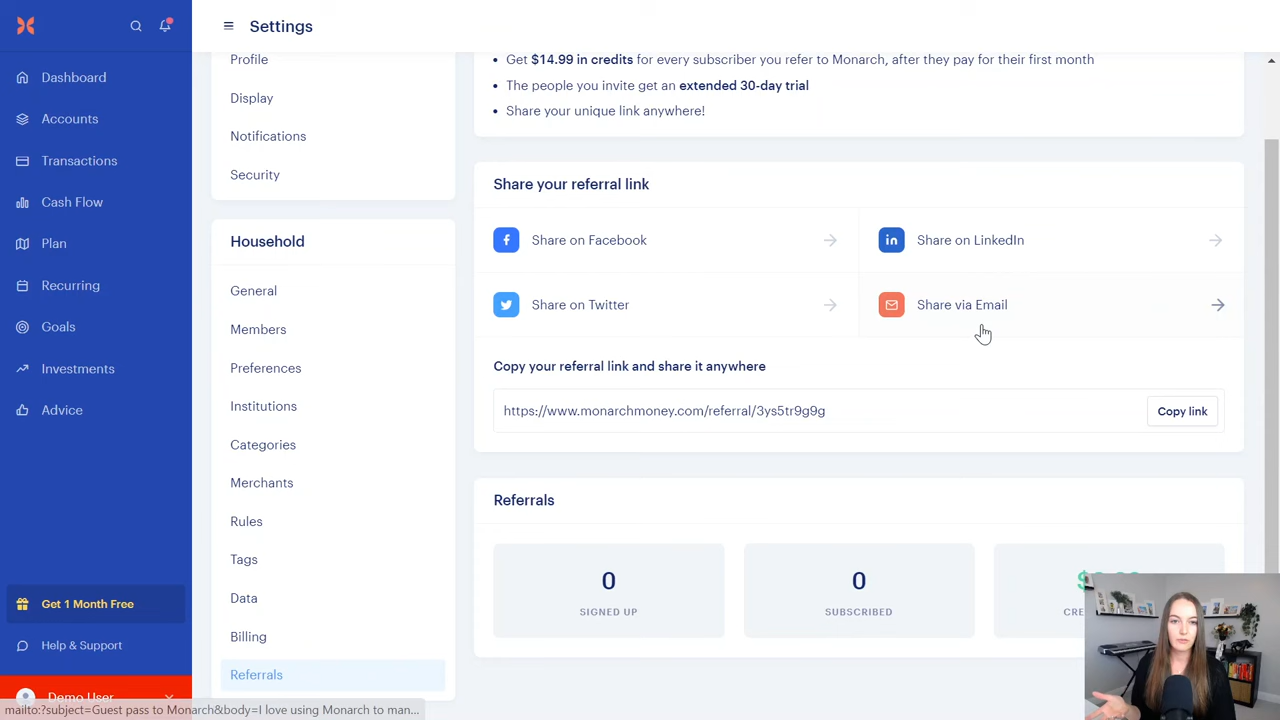 Settings
Dashboard
Accounts
Transactions
Cash Flow
Plan
Recurring
Goals
Investments
Advice
Get 1 Month Free
Help & Support
Demo User
Profile
Display
Notifications
Security
Household
General
Members
Preferences
Institutions
Categories
Merchants
Rules
Tags
Data
Billing
Referrals
• Get $14.99 in credits for every subscriber you refer to Monarch, after they pay for their first month
• The people you invite get an extended 30-day trial
• Share your unique link anywhere!
Share your referral link
Share on Facebook
Share on LinkedIn
Share on Twitter
Share via Email
Copy your referral link and share it anywhere
https://www.monarchmoney.com/referral/3ys5tr9g9g
Copy link
Referrals
0
SIGNED UP
0
SUBSCRIBED
mailto:?subject=Guest pass to Monarch&body=I love using Monarch to man...